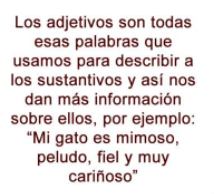 Los adjetivos son todas
esas palabras que
usamos para describir a
los sustantivos y así nos
dan más información
sobre ellos, por ejemplo:
“Mi gato es mimoso,
peludo, fiel y muy
cariñoso”